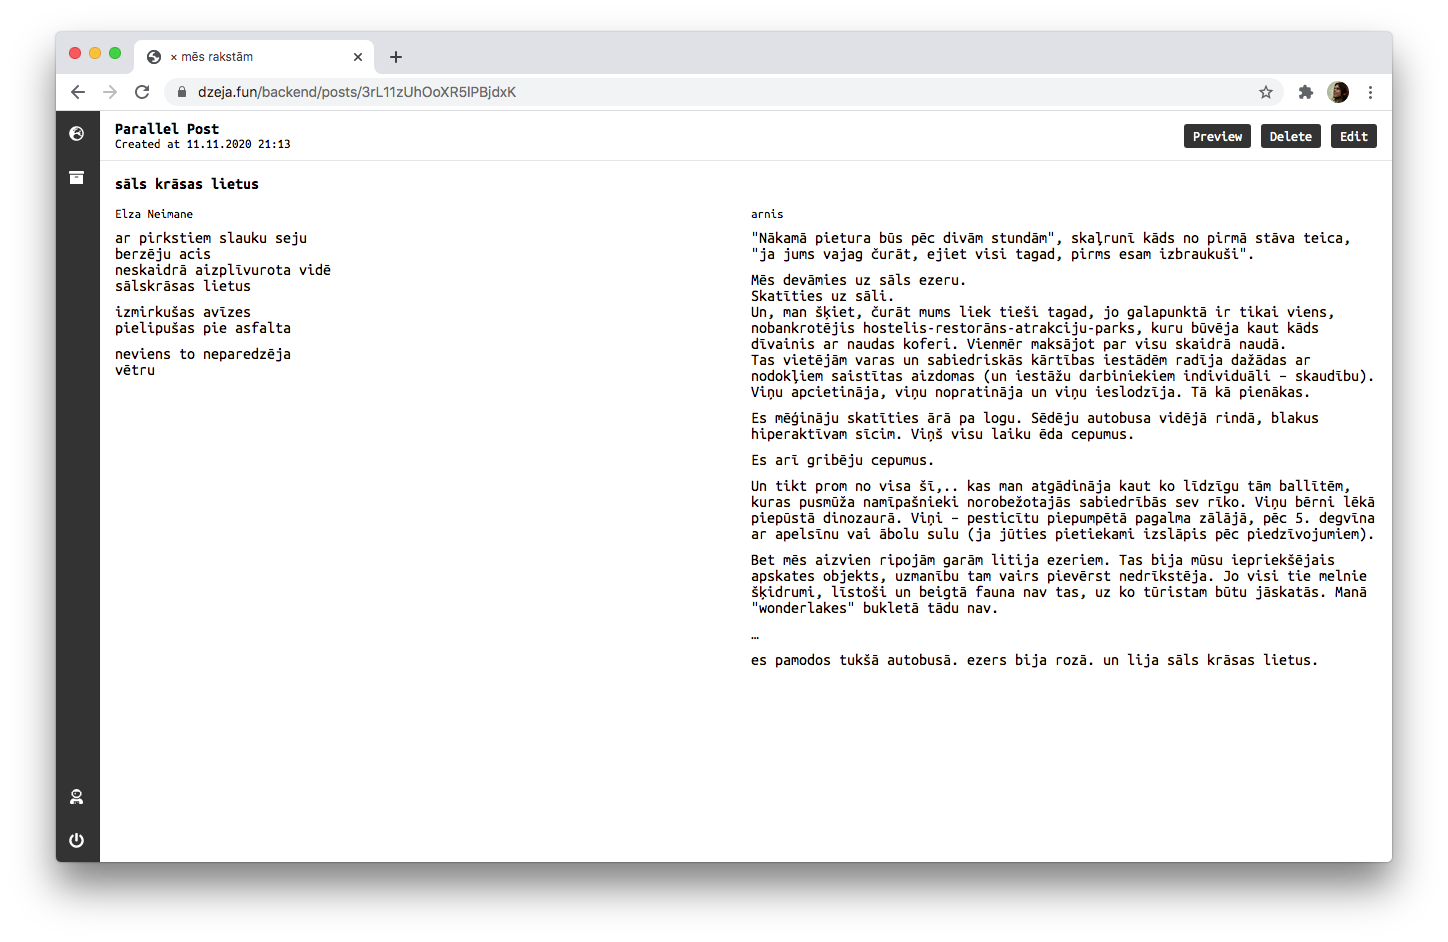 × mēs rakstām
dzeja.fun/backend/posts/3rL11zUhOoXR5lPBjdxK
Parallel Post
Created at 11.11.2020 21:13
Preview
Delete
Edit
sāls krāsas lietus
Elza Neimane
ar pirkstiem slauku seju
berzēju acis
neskaidrā aizplīvurota vidē
sālskrāsas lietus
izmirkušas avīzes
pielipušas pie asfalta
neviens to neparedzēja
vētru
arnis
"Nākamā pietura būs pēc divām stundām", skaļrunī kāds no pirmā stāva teica,
"ja jums vajag čurāt, ejiet visi tagad, pirms esam izbraukuši".
Mēs devāmies uz sāls ezeru.
Skatīties uz sāli.
Un, man šķiet, čurāt mums liek tieši tagad, jo galapunktā ir tikai viens,
nobankrotējis hostelis-restorāns-atrakciju-parks, kuru būvēja kaut kāds
dīvainis ar naudas koferi. Vienmēr maksājot par visu skaidrā naudā.
Tas vietējām varas un sabiedriskās kārtības iestādēm radīja dažādas ar
nodokļiem saistītas aizdomas (un iestāžu darbiniekiem individuāli – skaudību).
Viņu apcietināja, viņu nopratināja un viņu ieslodzīja. Tā kā pienākas.
Es mēģināju skatīties ārā pa logu. Sēdēju autobusa vidējā rindā, blakus
hiperaktīvam sīcim. Viņš visu laiku ēda cepumus.
Es arī gribēju cepumus.
Un tikt prom no visa šī,.. kas man atgādināja kaut ko līdzīgu tām ballītēm,
kuras pusmūža namīpašnieki norobežotajās sabiedrībās sev rīko. Viņu bērni lēkā
piepūstā dinozaurā. Viņi – pesticītu piepumpētā pagalma zālājā, pēc 5. degvīna
ar apelsīnu vai ābolu sulu (ja jūties pietiekami izslāpis pēc piedzīvojumiem).
Bet mēs aizvien ripojām garām litija ezeriem. Tas bija mūsu iepriekšējais
apskates objekts, uzmanību tam vairs pievērst nedrīkstēja. Jo visi tie melnie
šķidrumi, līstoši un beigtā fauna nav tas, uz ko tūristam būtu jāskatās. Manā
"wonderlakes" bukletā tādu nav.
…
es pamodos tukšā autobusā. ezers bija rozā. un lija sāls krāsas lietus.